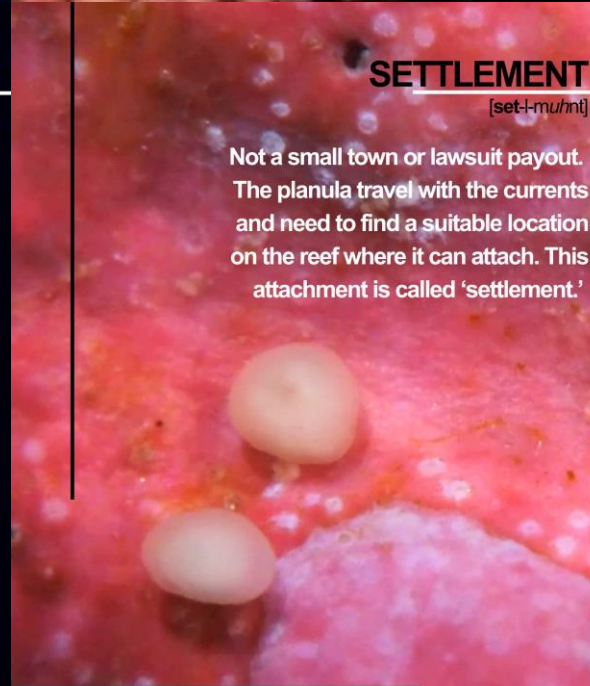 SETTLEMENT
[set-l-muhnt]
Not a small town or lawsuit payout.
The planula travel with the currents
and need to find a suitable location
on the reef where it can attach. This
attachment is called ‘settlement.’